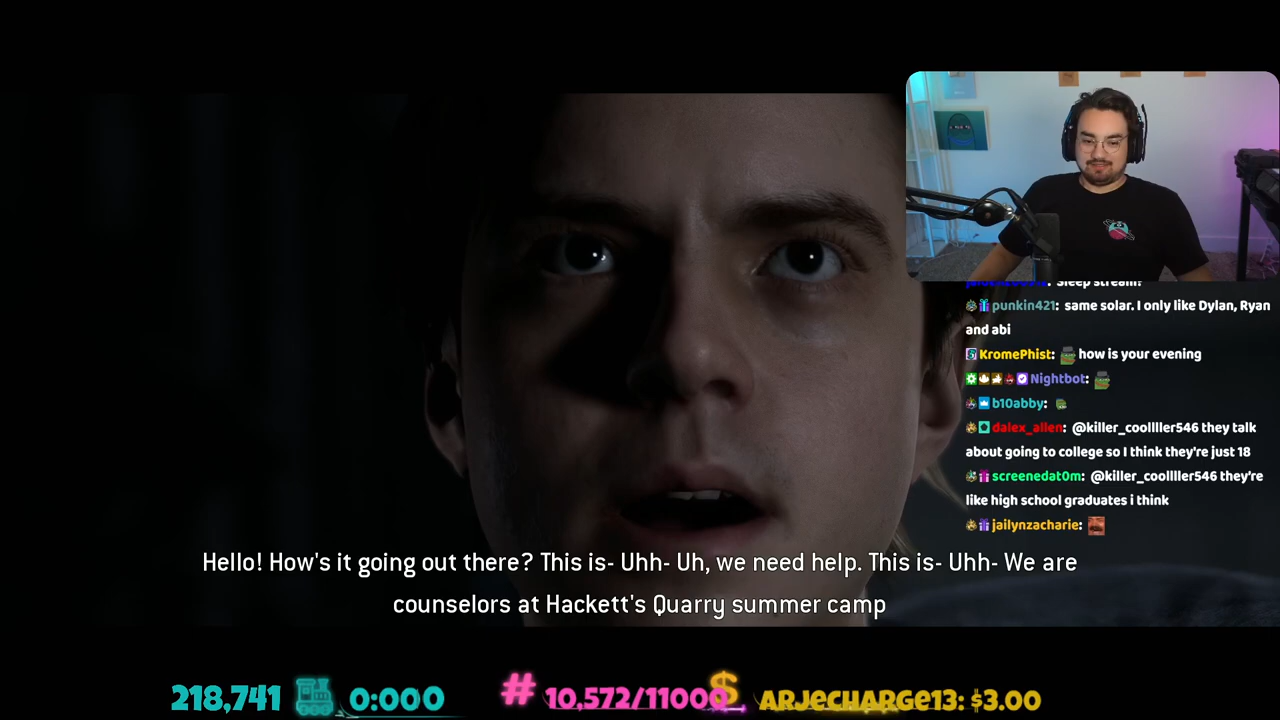 Sleep stream?
punkin421: same solar. I only like Dylan, Ryan
and abi
KromePhist: how is your evening
Nightbot:
b10abby:
dalex_allen: @killer_coollller546 they talk
about going to college so I think they're just 18
screenedat0m: @killer_coollller546 they're
like high school graduates i think
jailynzacharie:
Hello! How's it going out there? This is- Uhh- Uh, we need help. This is- Uhh- We are
counselors at Hackett's Quarry summer camp
218,741 0:000 # 10,572/11000 $ ARJECHARGE13: $3.00